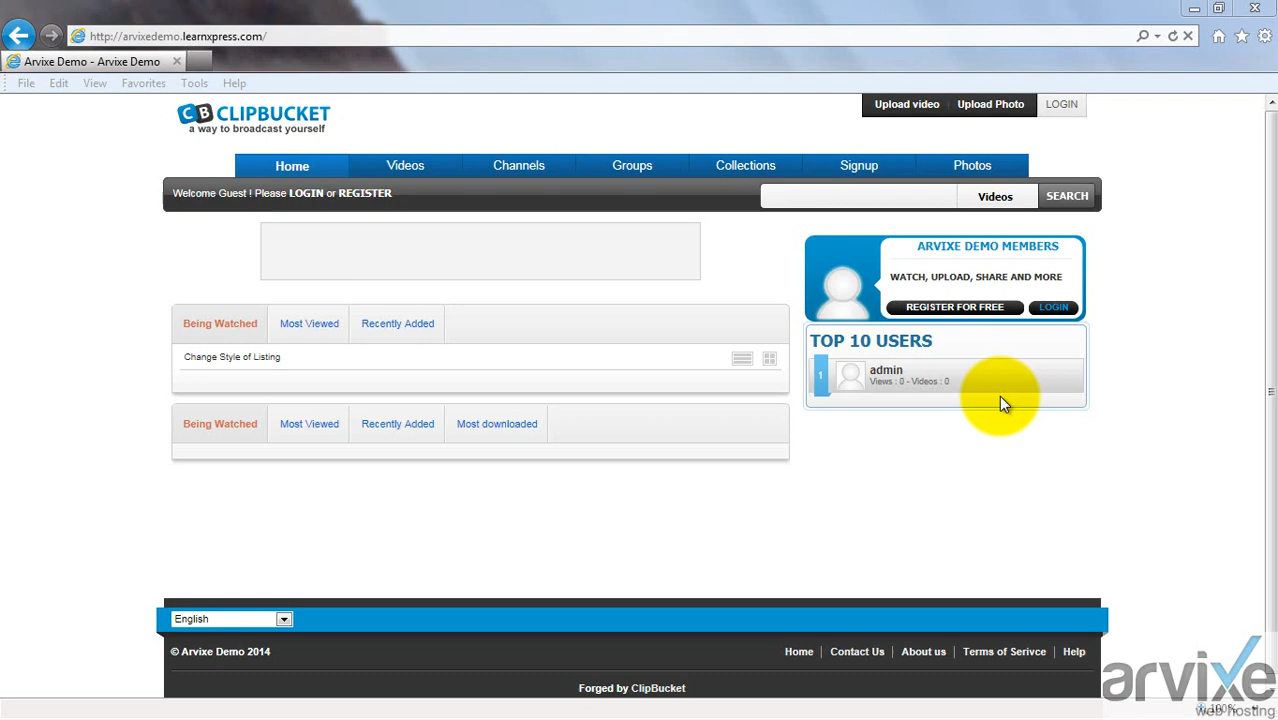 http://arvixedemo.learnxpress.com/
Arvixe Demo - Arvixe Demo
File Edit View Favorites Tools Help
CB CLIPBUCKET
a way to broadcast yourself
Upload video Upload Photo LOGIN
Home Videos Channels Groups Collections Signup Photos
Welcome Guest ! Please LOGIN or REGISTER
Videos SEARCH
ARVIXE DEMO MEMBERS
WATCH, UPLOAD, SHARE AND MORE
REGISTER FOR FREE LOGIN
Being Watched Most Viewed Recently Added
Change Style of Listing
TOP 10 USERS
1 admin
Views : 0 - Videos : 0
Being Watched Most Viewed Recently Added Most downloaded
English
© Arvixe Demo 2014
Home Contact Us About us Terms of Serivce Help
Forged by ClipBucket
arvixe
web hosting
100%